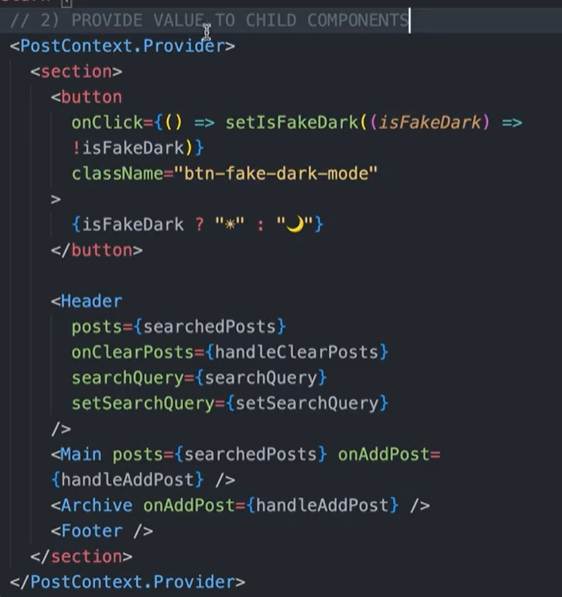 // 2) PROVIDE VALUE TO CHILD COMPONENTS
<PostContext.Provider>
<section>
<button
onClick={() => setIsFakeDark((isFakeDark) =>
!isFakeDark)}
className="btn-fake-dark-mode"
>
{isFakeDark ? "☀️" : "🌙"}
</button>
<Header
posts={searchedPosts}
onClearPosts={handleClearPosts}
searchQuery={searchQuery}
setSearchQuery={setSearchQuery}
/>
<Main posts={searchedPosts} onAddPost=
{handleAddPost} />
<Archive onAddPost={handleAddPost} />
<Footer />
</section>
</PostContext.Provider>